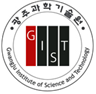 광주과학기술원
GIST
Gwangju Institute of Science and Technology